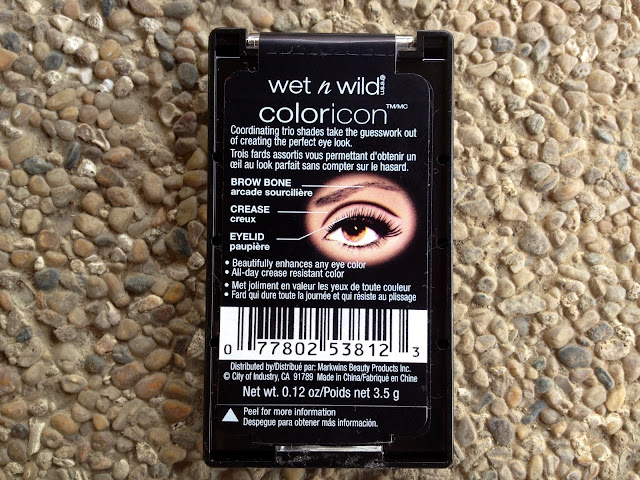 wet n wild®
coloricon™/MC
Coordinating trio shades take the guesswork out
of creating the perfect eye look.
Trois fards assortis vous permettant d'obtenir un
œil au look parfait sans compter sur le hasard.
BROW BONE
arcade sourcilière
CREASE
creux
EYELID
paupière
• Beautifully enhances any eye color
• All-day crease resistant color
• Met joliment en valeur les yeux de toute couleur
• Fard qui dure toute la journée et qui résiste au plissage
0 77802 53812 3
Distributed by/Distribué par: Markwins Beauty Products Inc.
© City of Industry, CA 91789 Made in China/Fabriqué en Chine
Net wt. 0.12 oz/Poids net 3.5 g
Peel for more information
Despegue para obtener más información.